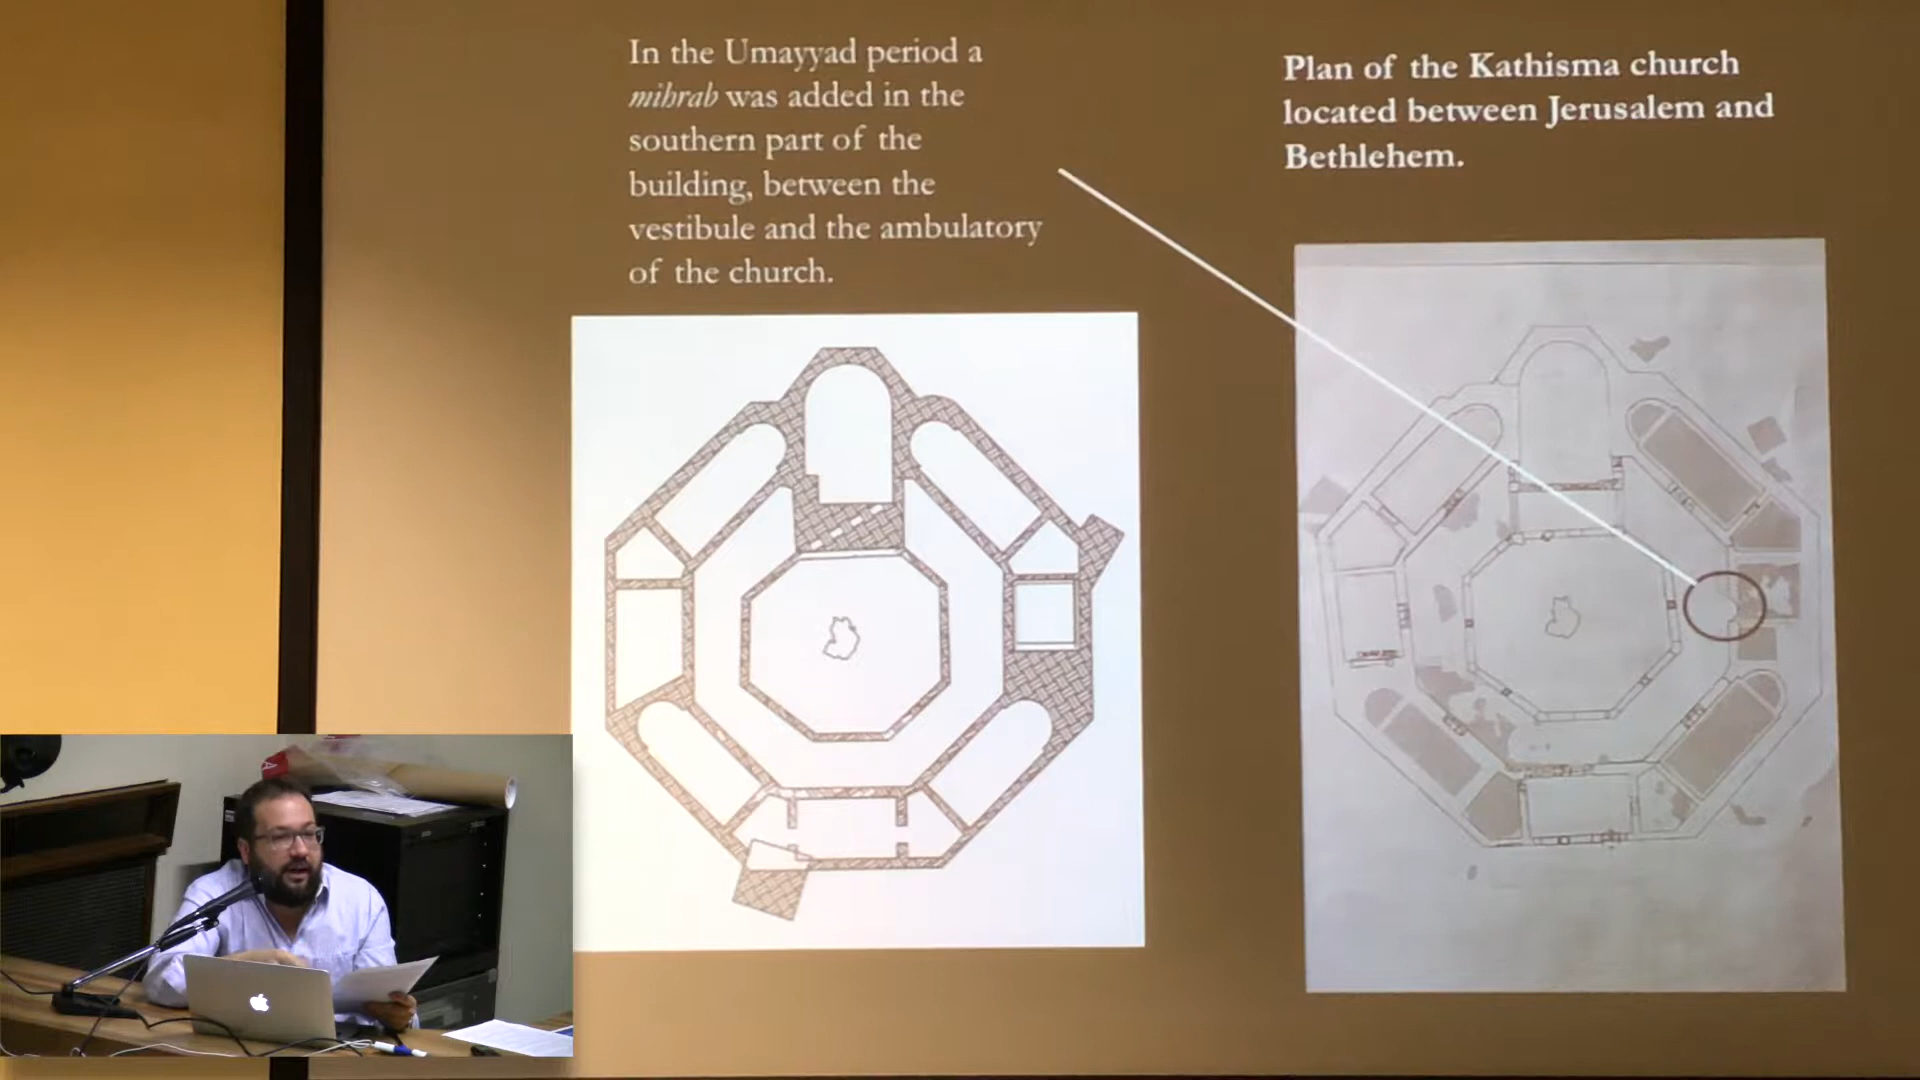 In the Umayyad period a
mihrab was added in the
southern part of the
building, between the
vestibule and the ambulatory
of the church.
Plan of the Kathisma church
located between Jerusalem and
Bethlehem.